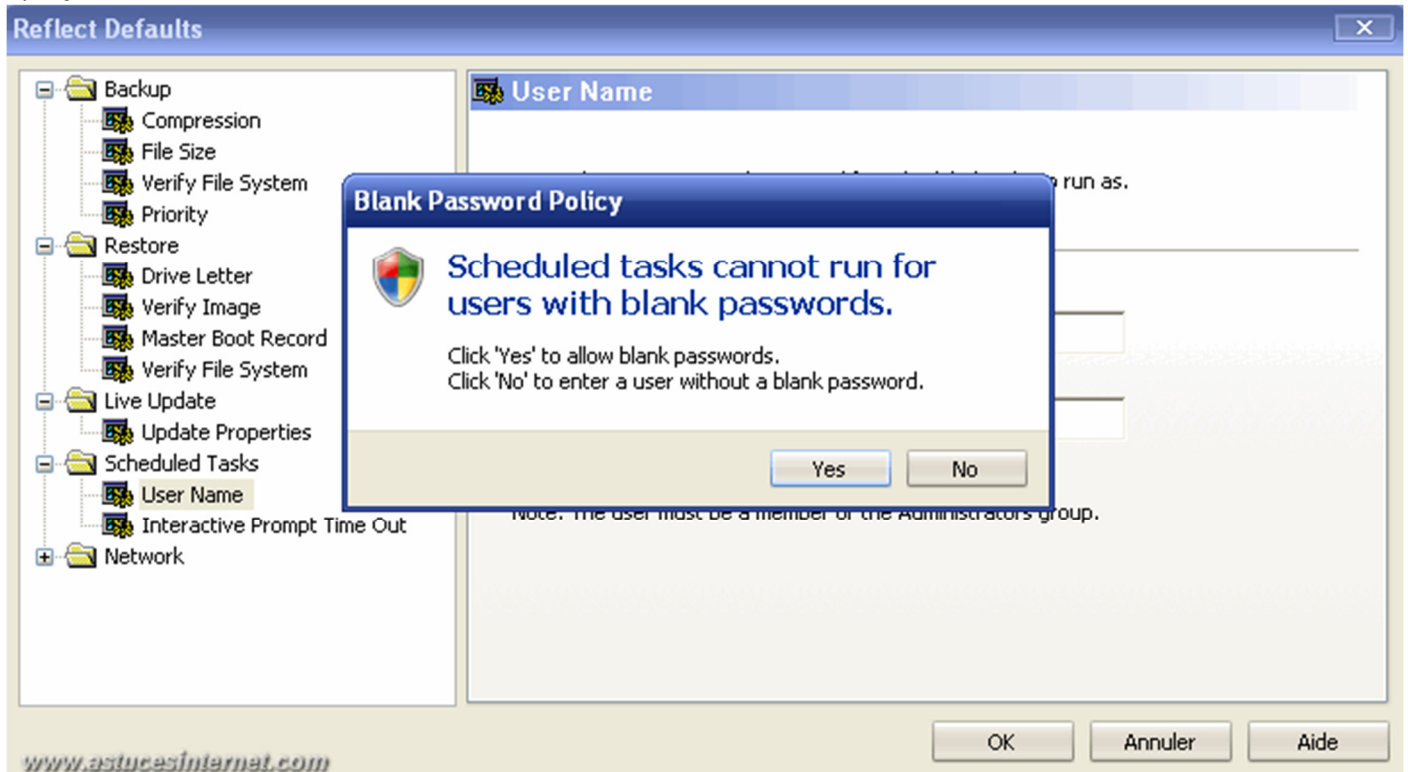 Reflect Defaults
Backup
Compression
File Size
Verify File System
Priority
Restore
Drive Letter
Verify Image
Master Boot Record
Verify File System
Live Update
Update Properties
Scheduled Tasks
User Name
Interactive Prompt Time Out
Network
User Name
run as.
Blank Password Policy
Scheduled tasks cannot run for
users with blank passwords.
Click 'Yes' to allow blank passwords.
Click 'No' to enter a user without a blank password.
Yes No
Note: The user must be a member of the Administrators group.
OK Annuler Aide
www.astucesinternet.com